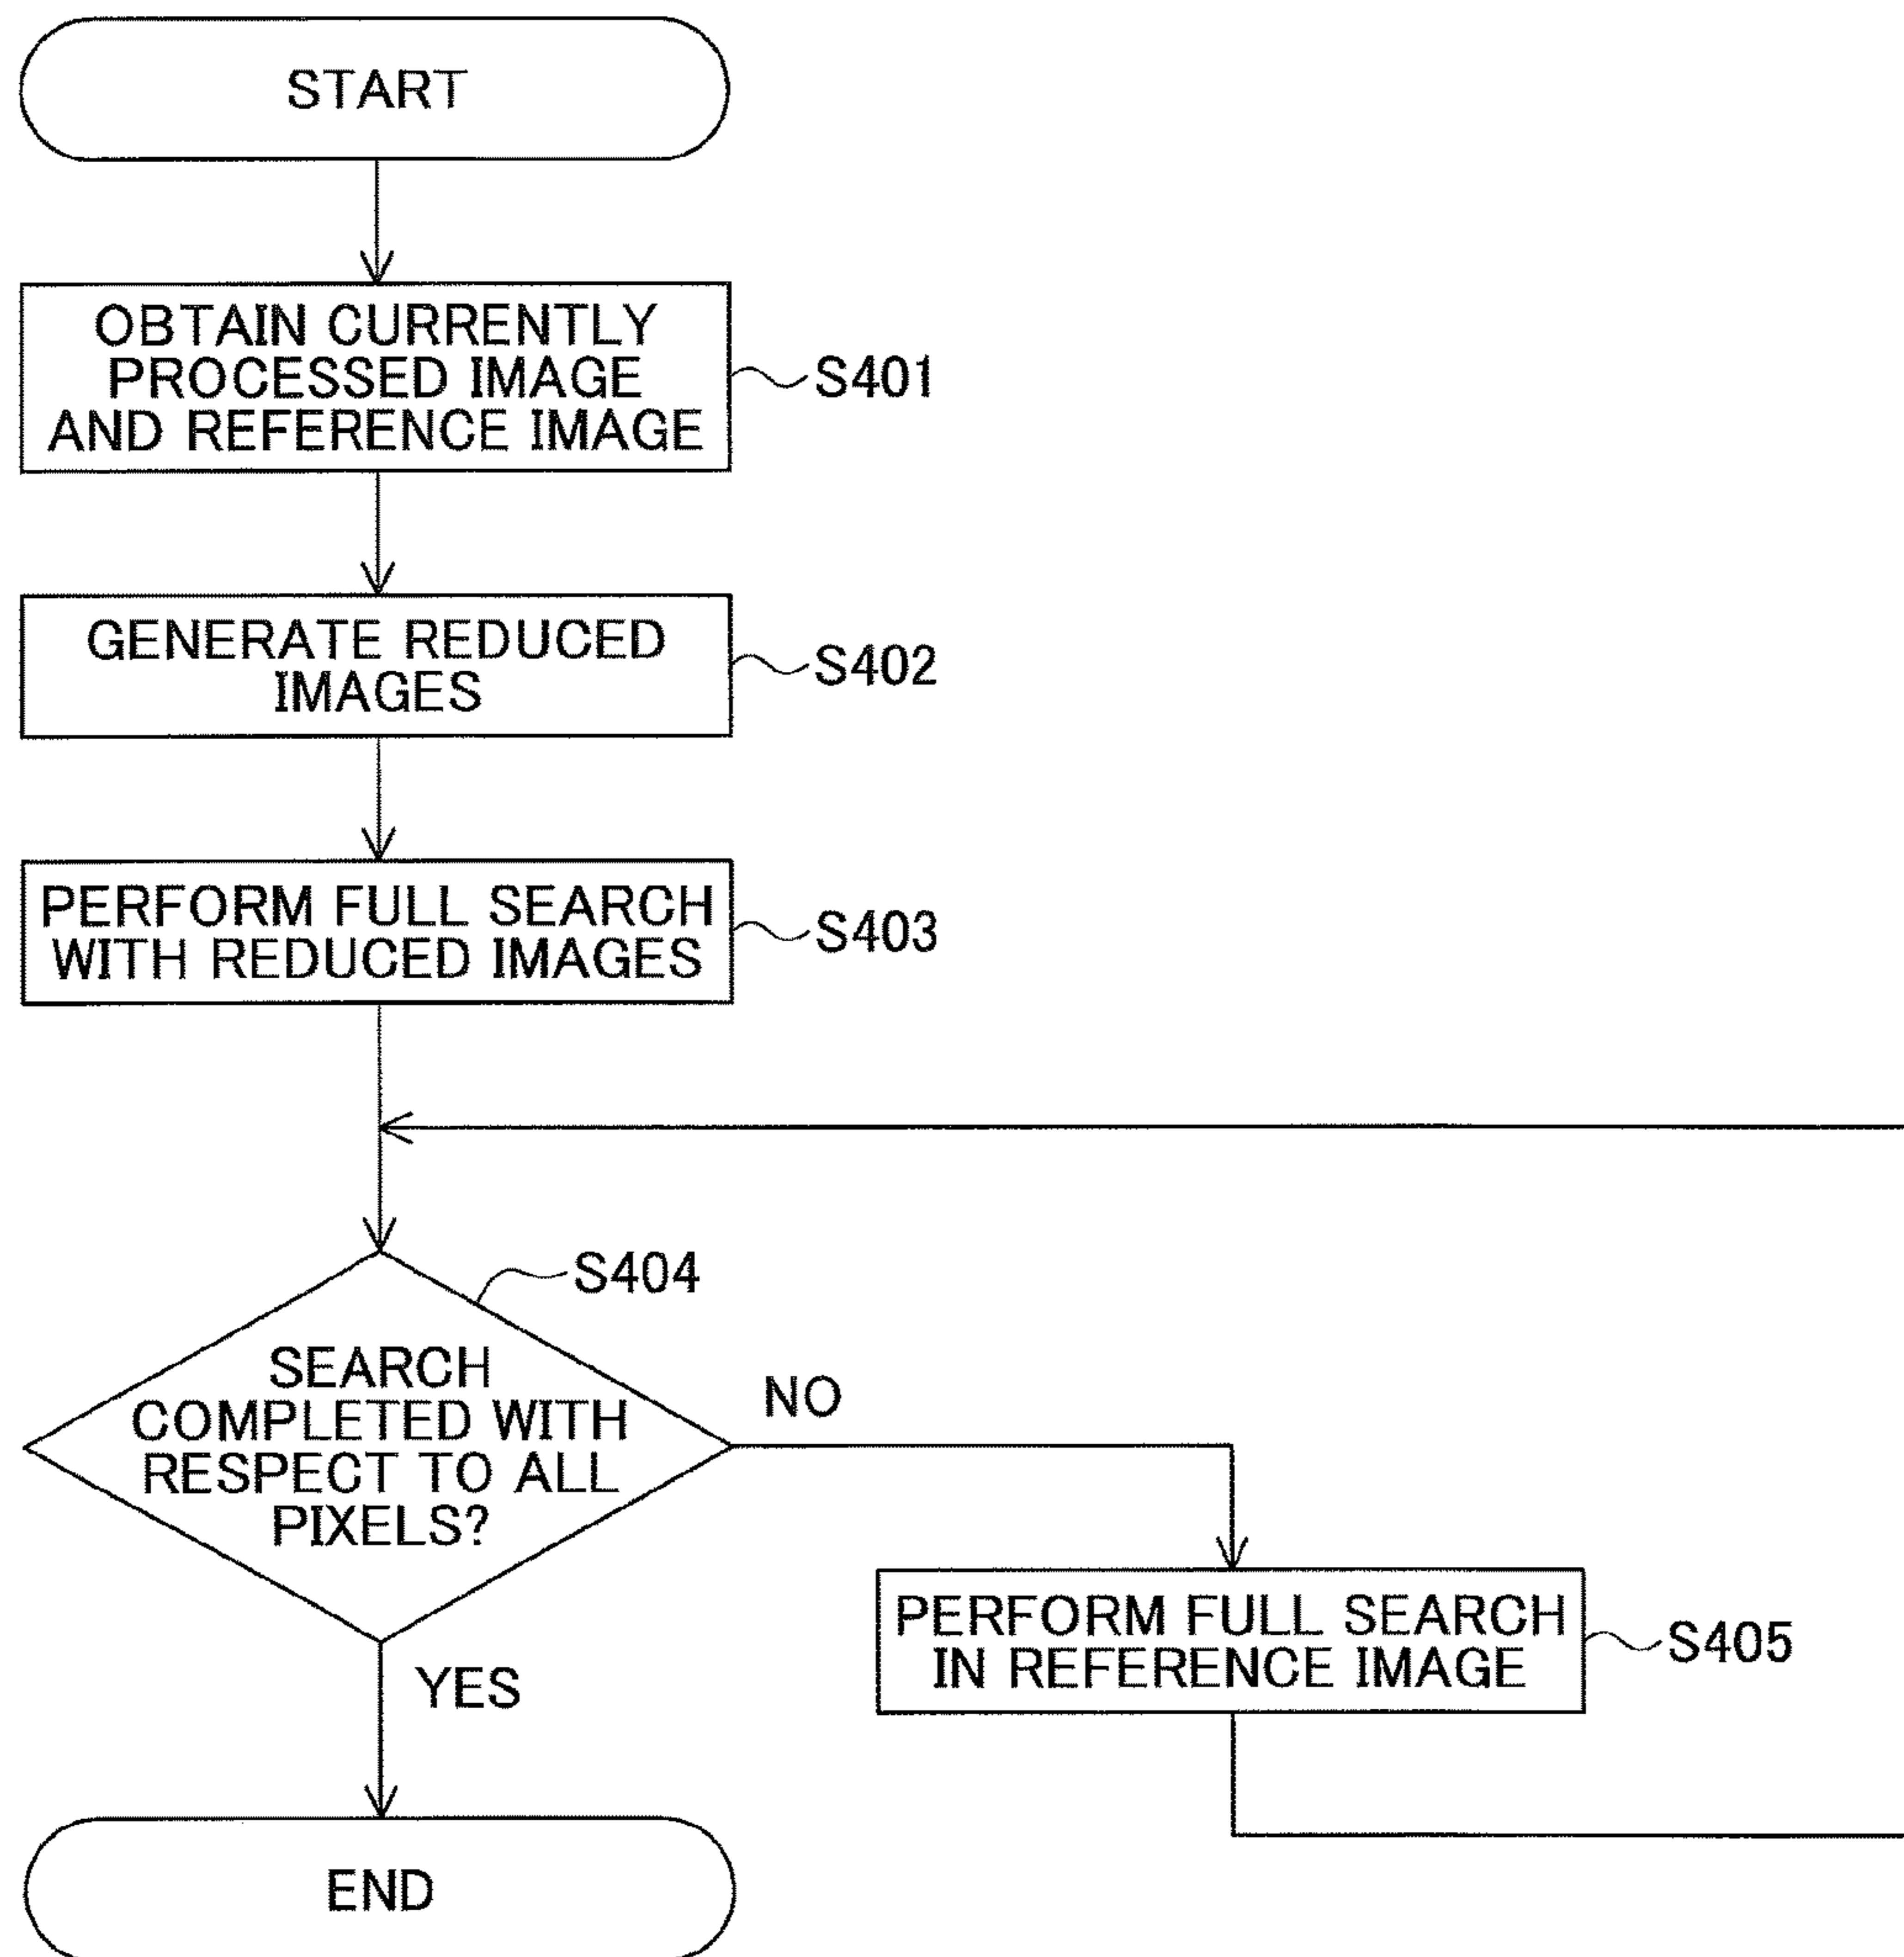 START
OBTAIN CURRENTLY
PROCESSED IMAGE
AND REFERENCE IMAGE
S401
GENERATE REDUCED
IMAGES
S402
PERFORM FULL SEARCH
WITH REDUCED IMAGES
S403
S404
SEARCH
COMPLETED WITH
RESPECT TO ALL
PIXELS?
NO
PERFORM FULL SEARCH
IN REFERENCE IMAGE
S405
YES
END